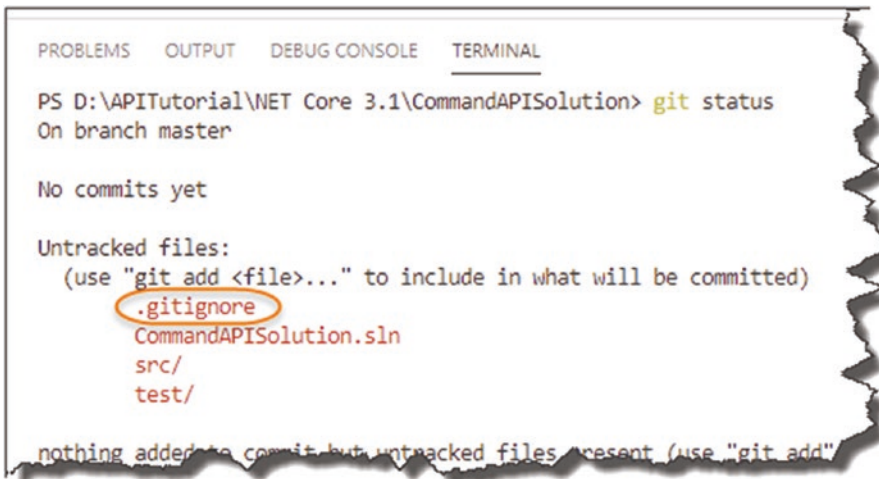 PROBLEMS OUTPUT DEBUG CONSOLE TERMINAL
PS D:\APITutorial\NET Core 3.1\CommandAPISolution> git status
On branch master
No commits yet
Untracked files:
(use "git add <file>..." to include in what will be committed)
.gitignore
CommandAPISolution.sln
src/
test/
nothing added to commit but untracked files present (use "git add"